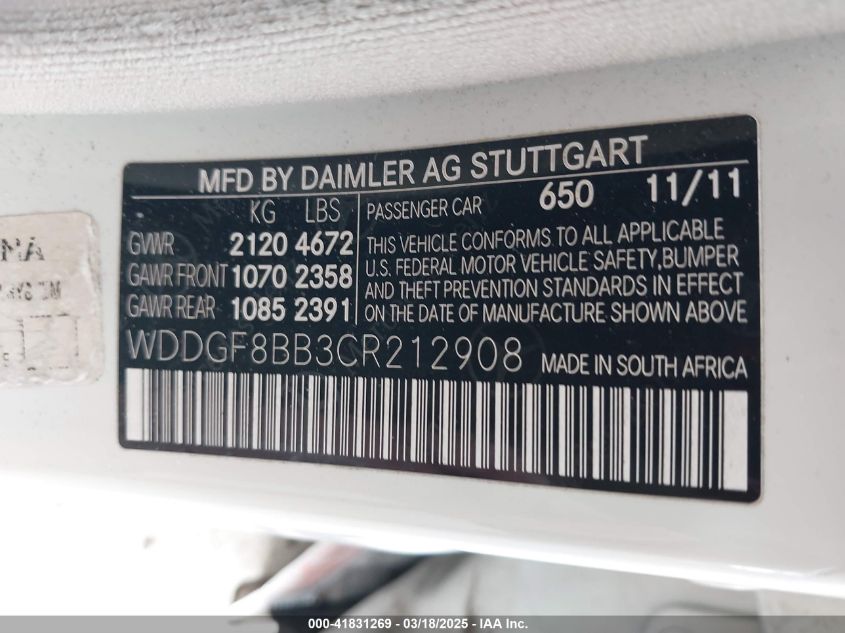 MFD BY DAIMLER AG STUTTGART
KG LBS
PASSENGER CAR 650 11/11
GVWR 2120 4672
GAWR FRONT 1070 2358
GAWR REAR 1085 2391
THIS VEHICLE CONFORMS TO ALL APPLICABLE
U.S. FEDERAL MOTOR VEHICLE SAFETY,BUMPER
AND THEFT PREVENTION STANDARDS IN EFFECT
ON THE DATE OF MANUFACTURE SHOWN ABOVE
WDDGF8BB3CR212908 MADE IN SOUTH AFRICA
000-41831269 - 03/18/2025 - IAA Inc.